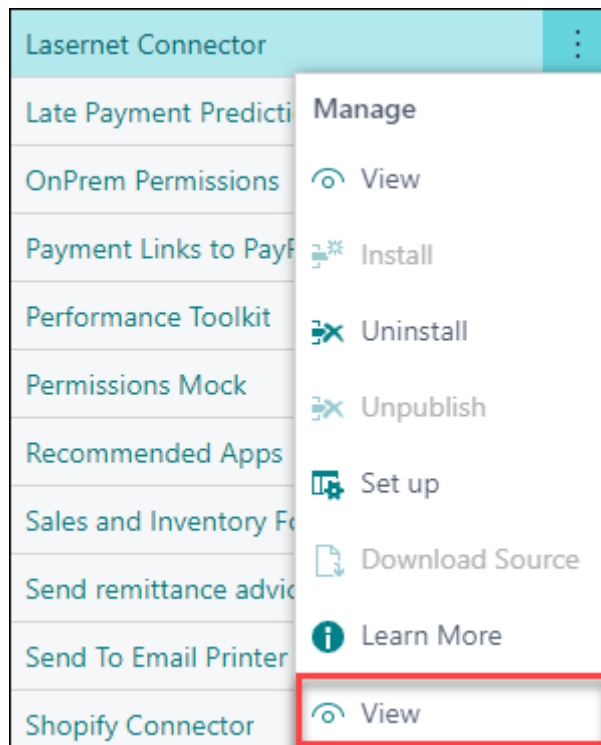 Lasernet Connector
Late Payment Predicti
OnPrem Permissions
Payment Links to PayP
Performance Toolkit
Permissions Mock
Recommended Apps
Sales and Inventory Fo
Send remittance advic
Send To Email Printer
Shopify Connector
Manage
View
Install
Uninstall
Unpublish
Set up
Download Source
Learn More
View